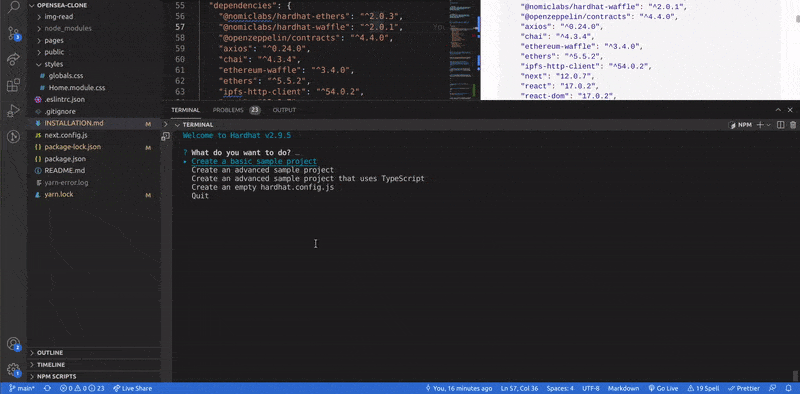 OPENSEA-CLONE
img-read
node_modules
pages
public
styles
globals.css
Home.module.css
.eslintrc.json
.gitignore
INSTALLATION.md M
next.config.js
package-lock.json M
package.json
README.md
yarn-error.log
yarn.lock M
OUTLINE
TIMELINE
NPM SCRIPTS
55 "dependencies": {
56 "@nomiclabs/hardhat-ethers": "^2.0.3",
57 "@nomiclabs/hardhat-waffle": "^2.0.1",
58 "@openzeppelin/contracts": "^4.4.0",
59 "axios": "^0.24.0",
60 "chai": "^4.3.4",
61 "ethereum-waffle": "^3.4.0",
62 "ethers": "^5.5.2",
63 "ipfs-http-client": "^54.0.2",
"@nomiclabs/hardhat-waffle": "^2.0.1",
"@openzeppelin/contracts": "^4.4.0",
"axios": "^0.24.0",
"chai": "^4.3.4",
"ethereum-waffle": "^3.4.0",
"ethers": "^5.5.2",
"ipfs-http-client": "^54.0.2",
"next": "12.0.7",
"react": "17.0.2",
"react-dom": "17.0.2",
TERMINAL PROBLEMS 23 OUTPUT
TERMINAL NPM
Welcome to Hardhat v2.9.5
? What do you want to do? …
▸ Create a basic sample project
Create an advanced sample project
Create an advanced sample project that uses TypeScript
Create an empty hardhat.config.js
Quit
main* 0 0 23 Live Share You, 16 minutes ago Ln 57, Col 36 Spaces: 4 UTF-8 Markdown Go Live 19 Spell Prettier